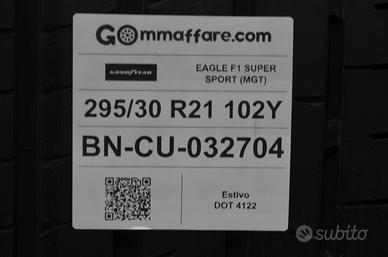 GOmmaffare.com
GOODYEAR
EAGLE F1 SUPER
SPORT (MGT)
295/30 R21 102Y
BN-CU-032704
Estivo
DOT 4122
subito